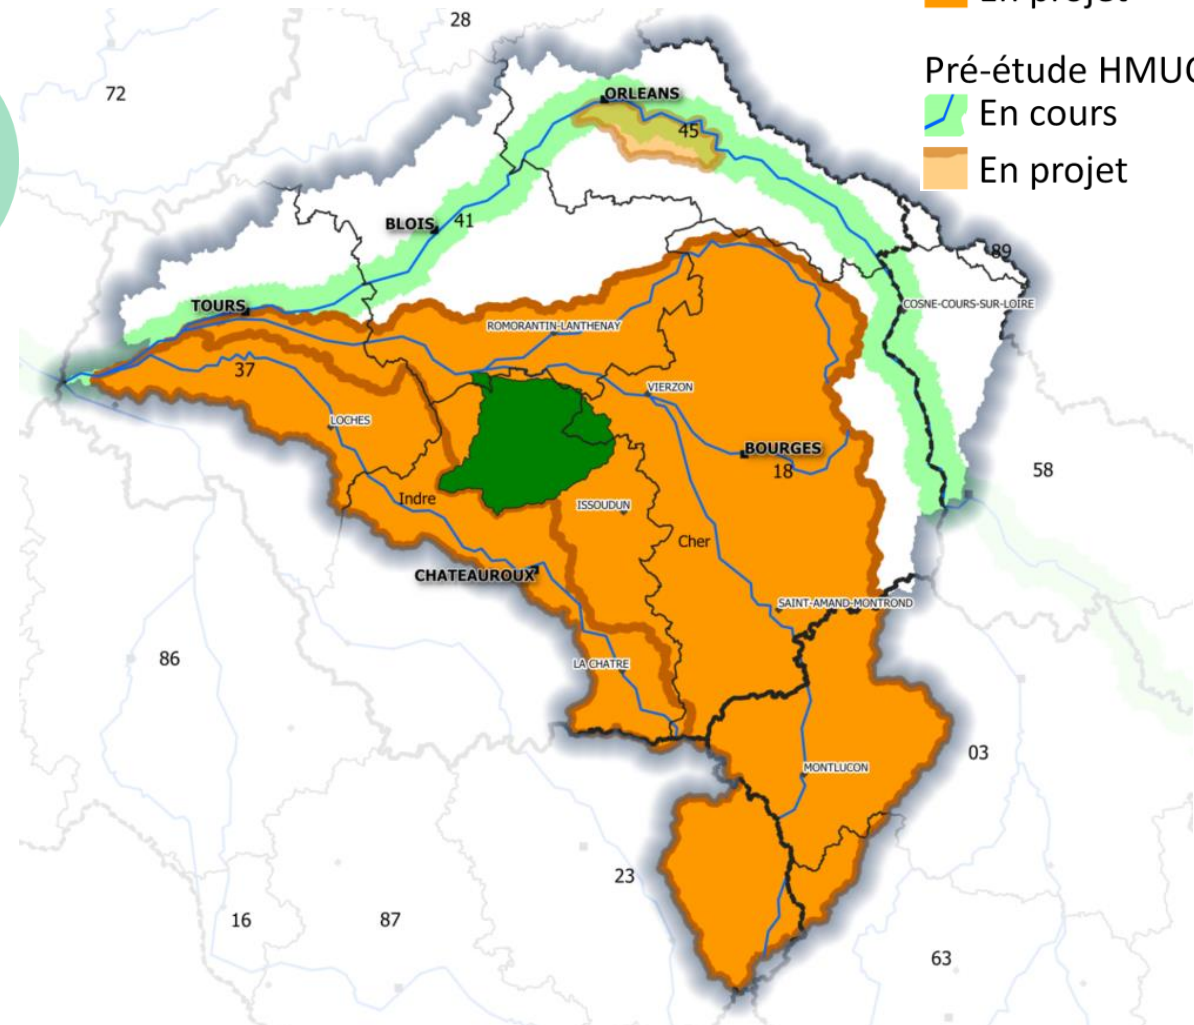 En projet
28
Pré-étude HMUC
72
En cours
ORLEANS
45
En projet
BLOIS
41
89
TOURS
COSNE-COURS-SUR-LOIRE
ROMORANTIN-LANTHENAY
37
VIERZON
LOCHES
BOURGES
18
58
Indre
ISSOUDUN
Cher
CHATEAUROUX
SAINT-AMAND-MONTROND
86
LA CHATRE
03
MONTLUCON
23
16
87
63